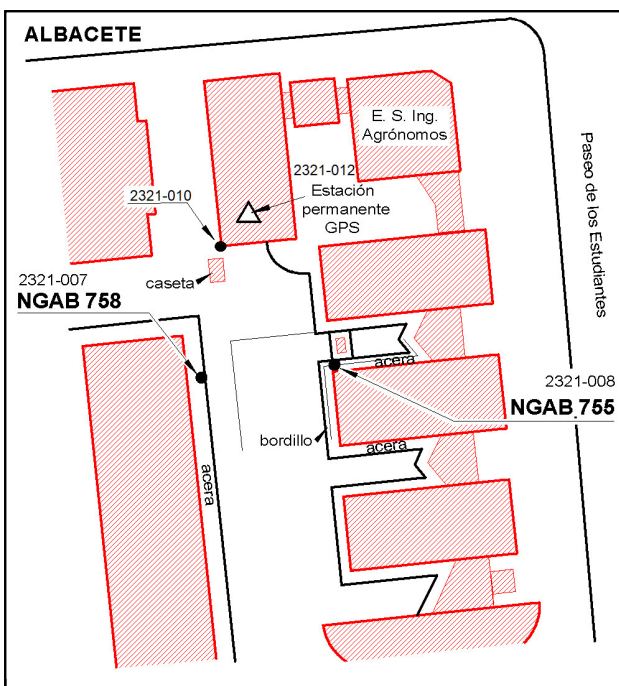 ALBACETE
E. S. Ing.
Agrónomos
Paseo de los Estudiantes
2321-012
Estación
permanente
GPS
2321-010
caseta
2321-007
NGAB 758
acera
2321-008
NGAB 755
bordillo
acera
acera